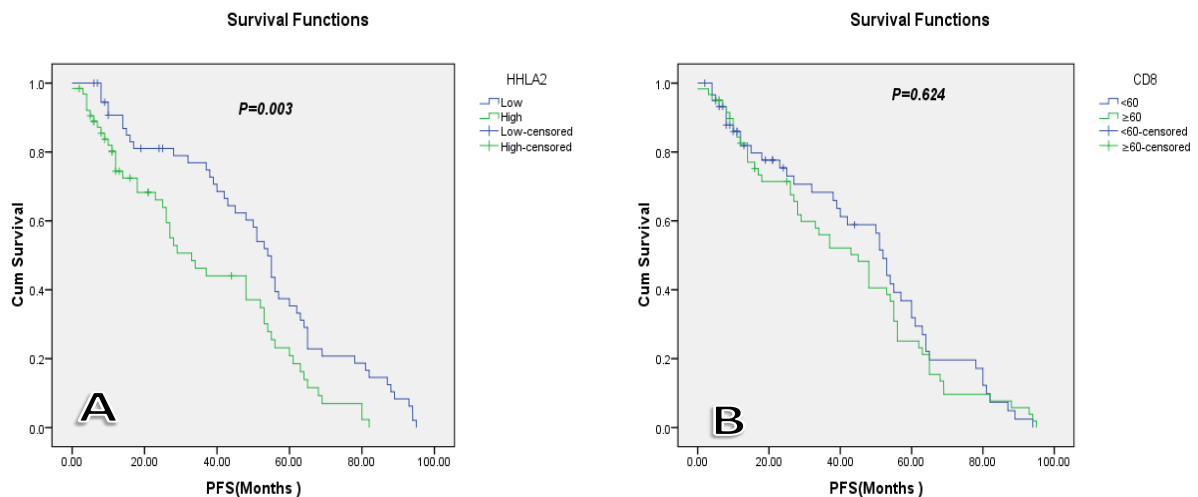 Survival Functions
HHLA2
Low
High
Low-censored
High-censored
P=0.003
Cum Survival
1.0
0.8
0.6
0.4
0.2
0.0
A
0.00 20.00 40.00 60.00 80.00 100.00
PFS(Months )
Survival Functions
CD8
<60
≥60
<60-censored
≥60-censored
P=0.624
Cum Survival
1.0
0.8
0.6
0.4
0.2
0.0
B
0.00 20.00 40.00 60.00 80.00 100.00
PFS(Months )